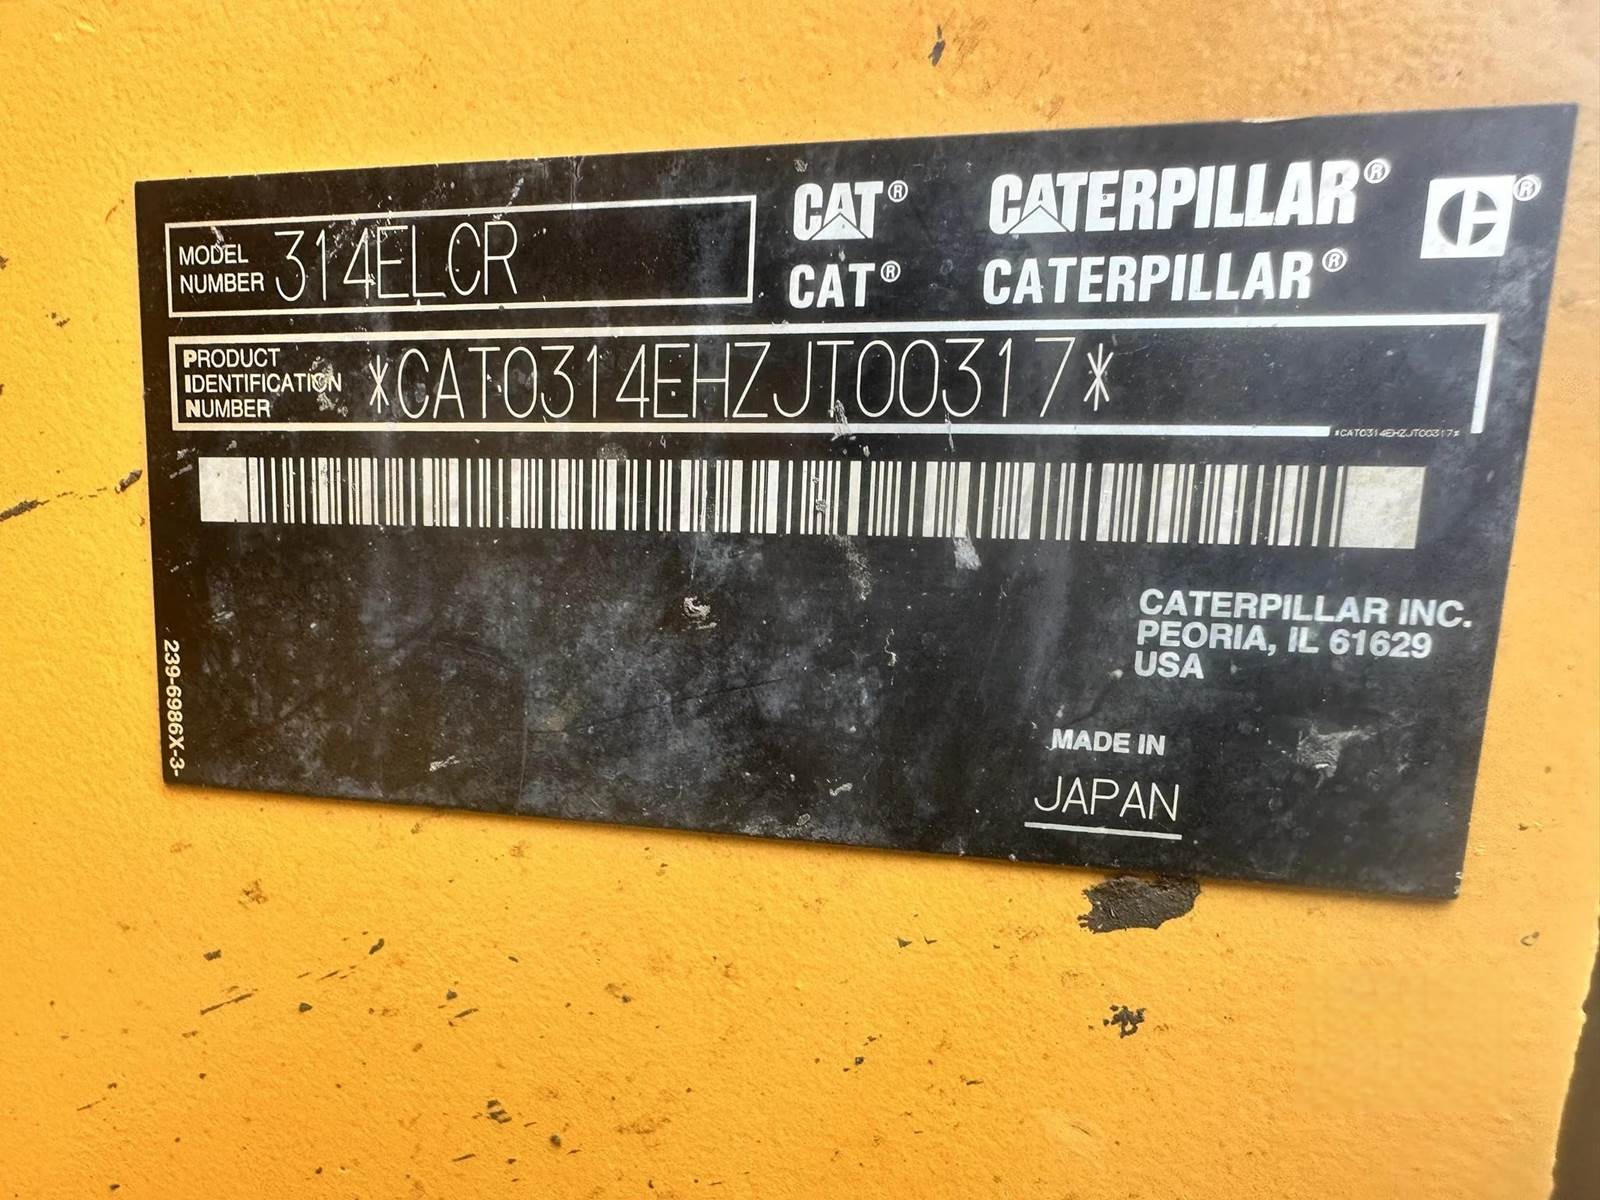 MODEL NUMBER 314ELCR
CAT® CATERPILLAR® ®
CAT® CATERPILLAR®
PRODUCT IDENTIFICATION NUMBER *CAT0314EHZJT00317*
*CAT0314EHZJT00317*
CATERPILLAR INC.
PEORIA, IL 61629
USA
MADE IN
JAPAN
239-6986X-3-